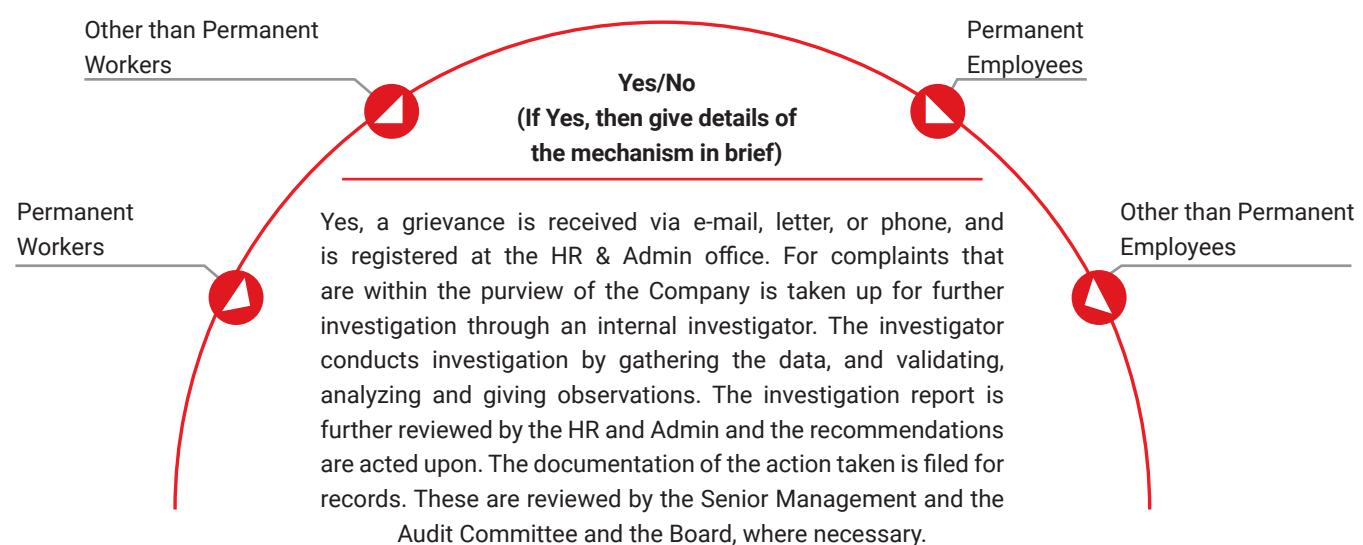 Other than Permanent
Workers
Permanent
Employees
Yes/No
(If Yes, then give details of
the mechanism in brief)
Permanent
Workers
Other than Permanent
Employees
Yes, a grievance is received via e-mail, letter, or phone, and
is registered at the HR & Admin office. For complaints that
are within the purview of the Company is taken up for further
investigation through an internal investigator. The investigator
conducts investigation by gathering the data, and validating,
analyzing and giving observations. The investigation report is
further reviewed by the HR and Admin and the recommendations
are acted upon. The documentation of the action taken is filed for
records. These are reviewed by the Senior Management and the
Audit Committee and the Board, where necessary.